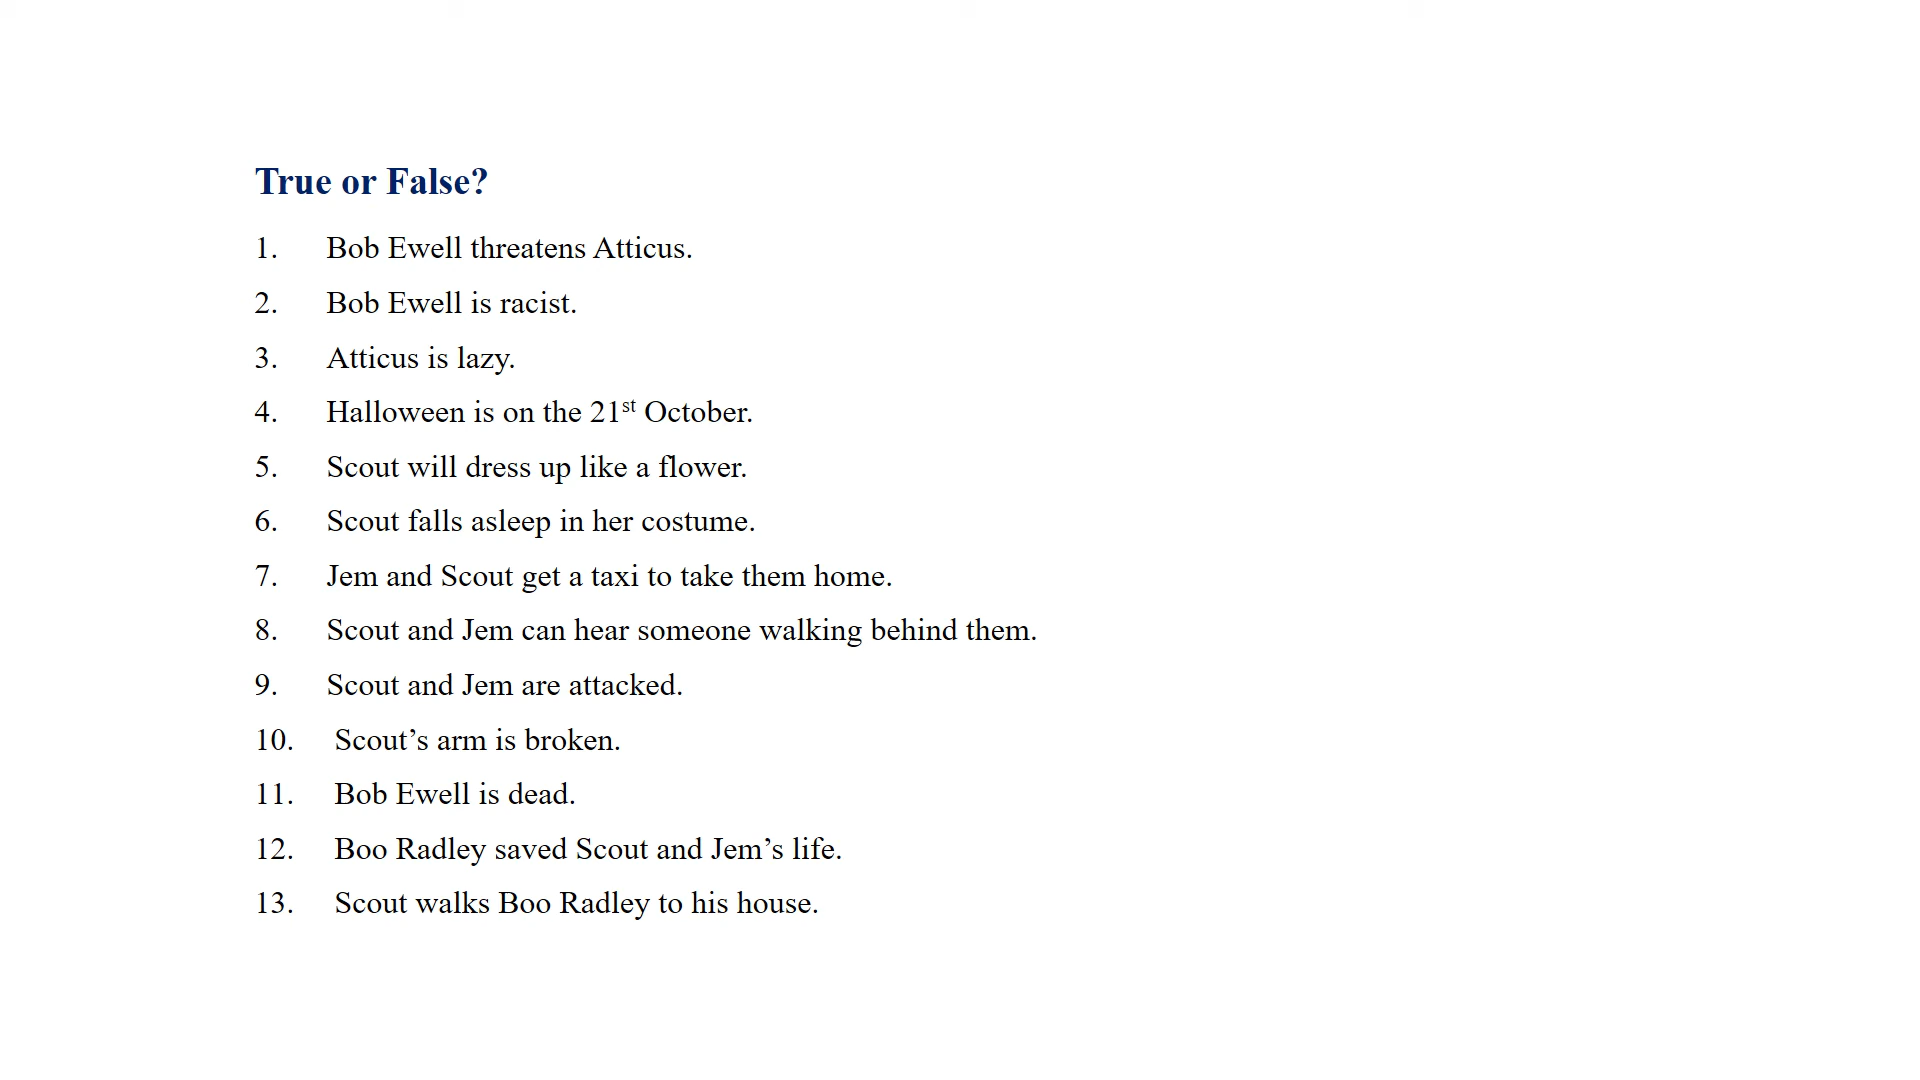 True or False?
1. Bob Ewell threatens Atticus.
2. Bob Ewell is racist.
3. Atticus is lazy.
4. Halloween is on the 21st October.
5. Scout will dress up like a flower.
6. Scout falls asleep in her costume.
7. Jem and Scout get a taxi to take them home.
8. Scout and Jem can hear someone walking behind them.
9. Scout and Jem are attacked.
10. Scout’s arm is broken.
11. Bob Ewell is dead.
12. Boo Radley saved Scout and Jem’s life.
13. Scout walks Boo Radley to his house.